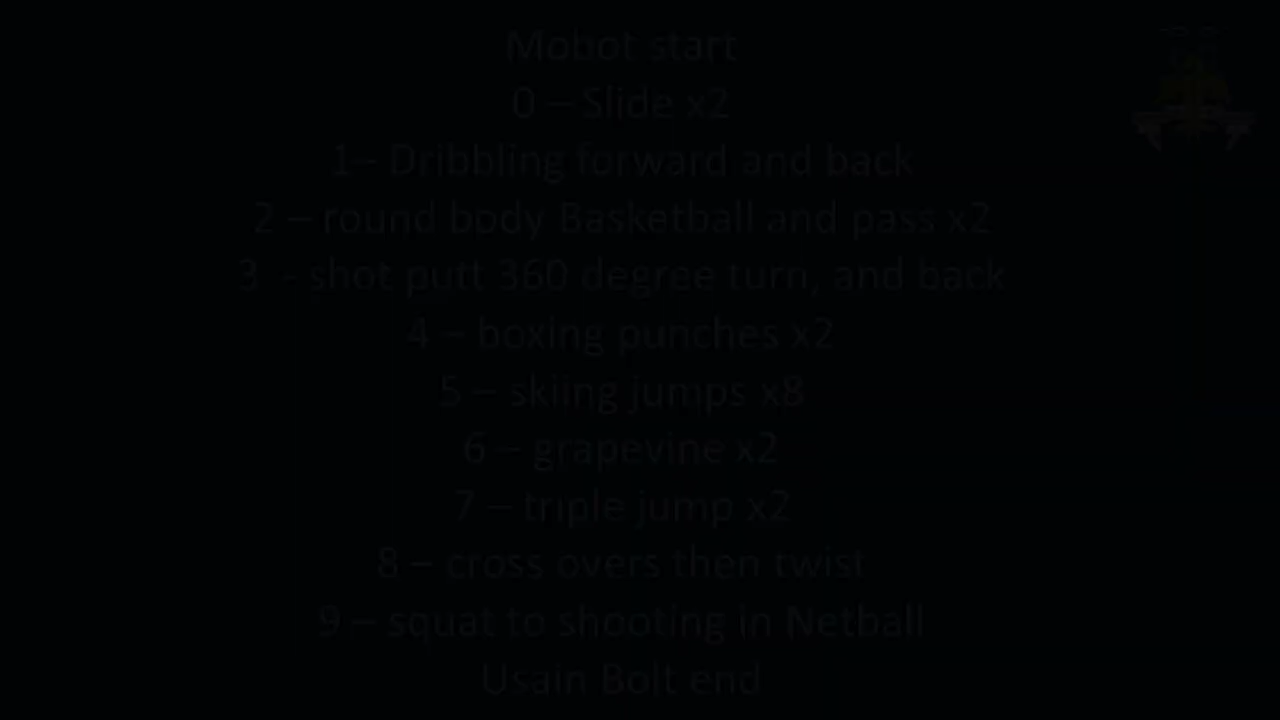 Mobot start
0 – Slide x2
1– Dribbling forward and back
2 – round body Basketball and pass x2
3 - shot putt 360 degree turn, and back
4 – boxing punches x2
5 – skiing jumps x8
6 – grapevine x2
7 – triple jump x2
8 – cross overs then twist
9 – squat to shooting in Netball
Usain Bolt end